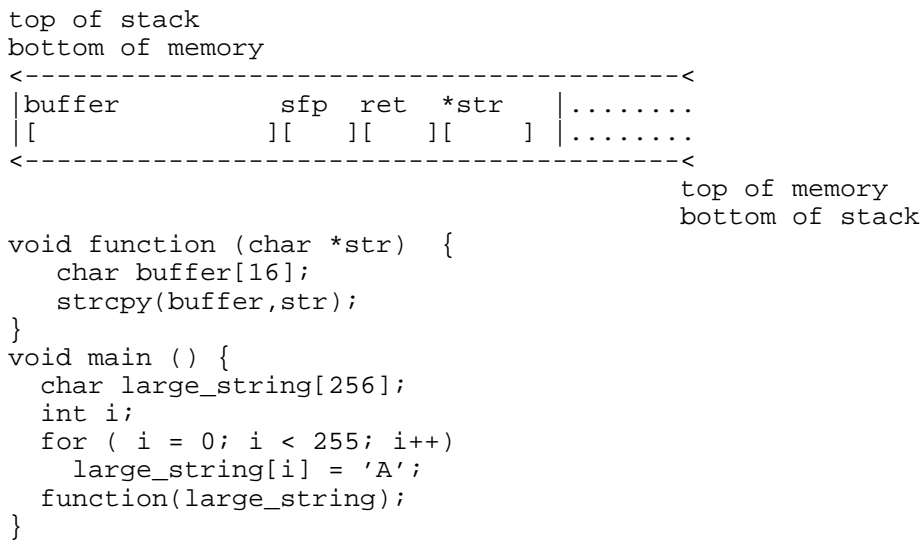 top of stack
bottom of memory
<-----------------------------------------<
|buffer                sfp  ret  *str   |........
|[               ][   ][   ][     ] |........
<-----------------------------------------<
top of memory
bottom of stack
void function (char *str)  {
   char buffer[16];
   strcpy(buffer,str);
}
void main () {
  char large_string[256];
  int i;
  for ( i = 0; i < 255; i++)
    large_string[i] = 'A';
  function(large_string);
}